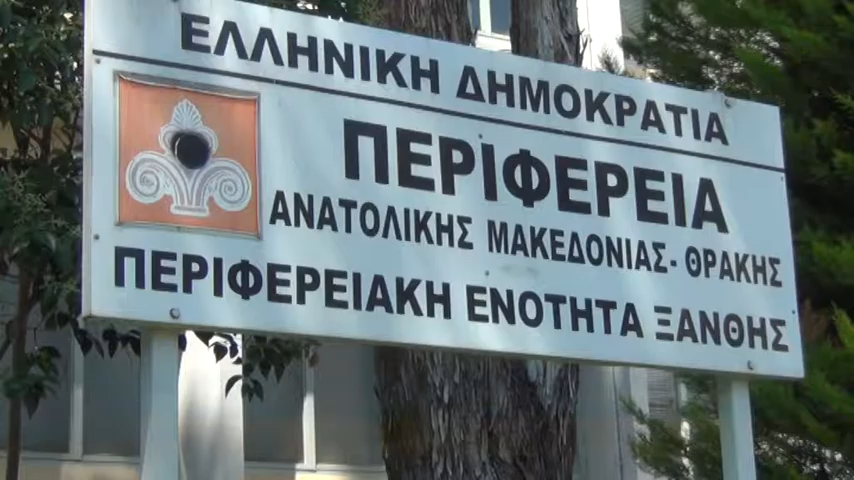 ΕΛΛΗΝΙΚΗ ΔΗΜΟΚΡΑΤΙΑ
ΠΕΡΙΦΕΡΕΙΑ
ΑΝΑΤΟΛΙΚΗΣ ΜΑΚΕΔΟΝΙΑΣ - ΘΡΑΚΗΣ
ΠΕΡΙΦΕΡΕΙΑΚΗ ΕΝΟΤΗΤΑ ΞΑΝΘΗΣ